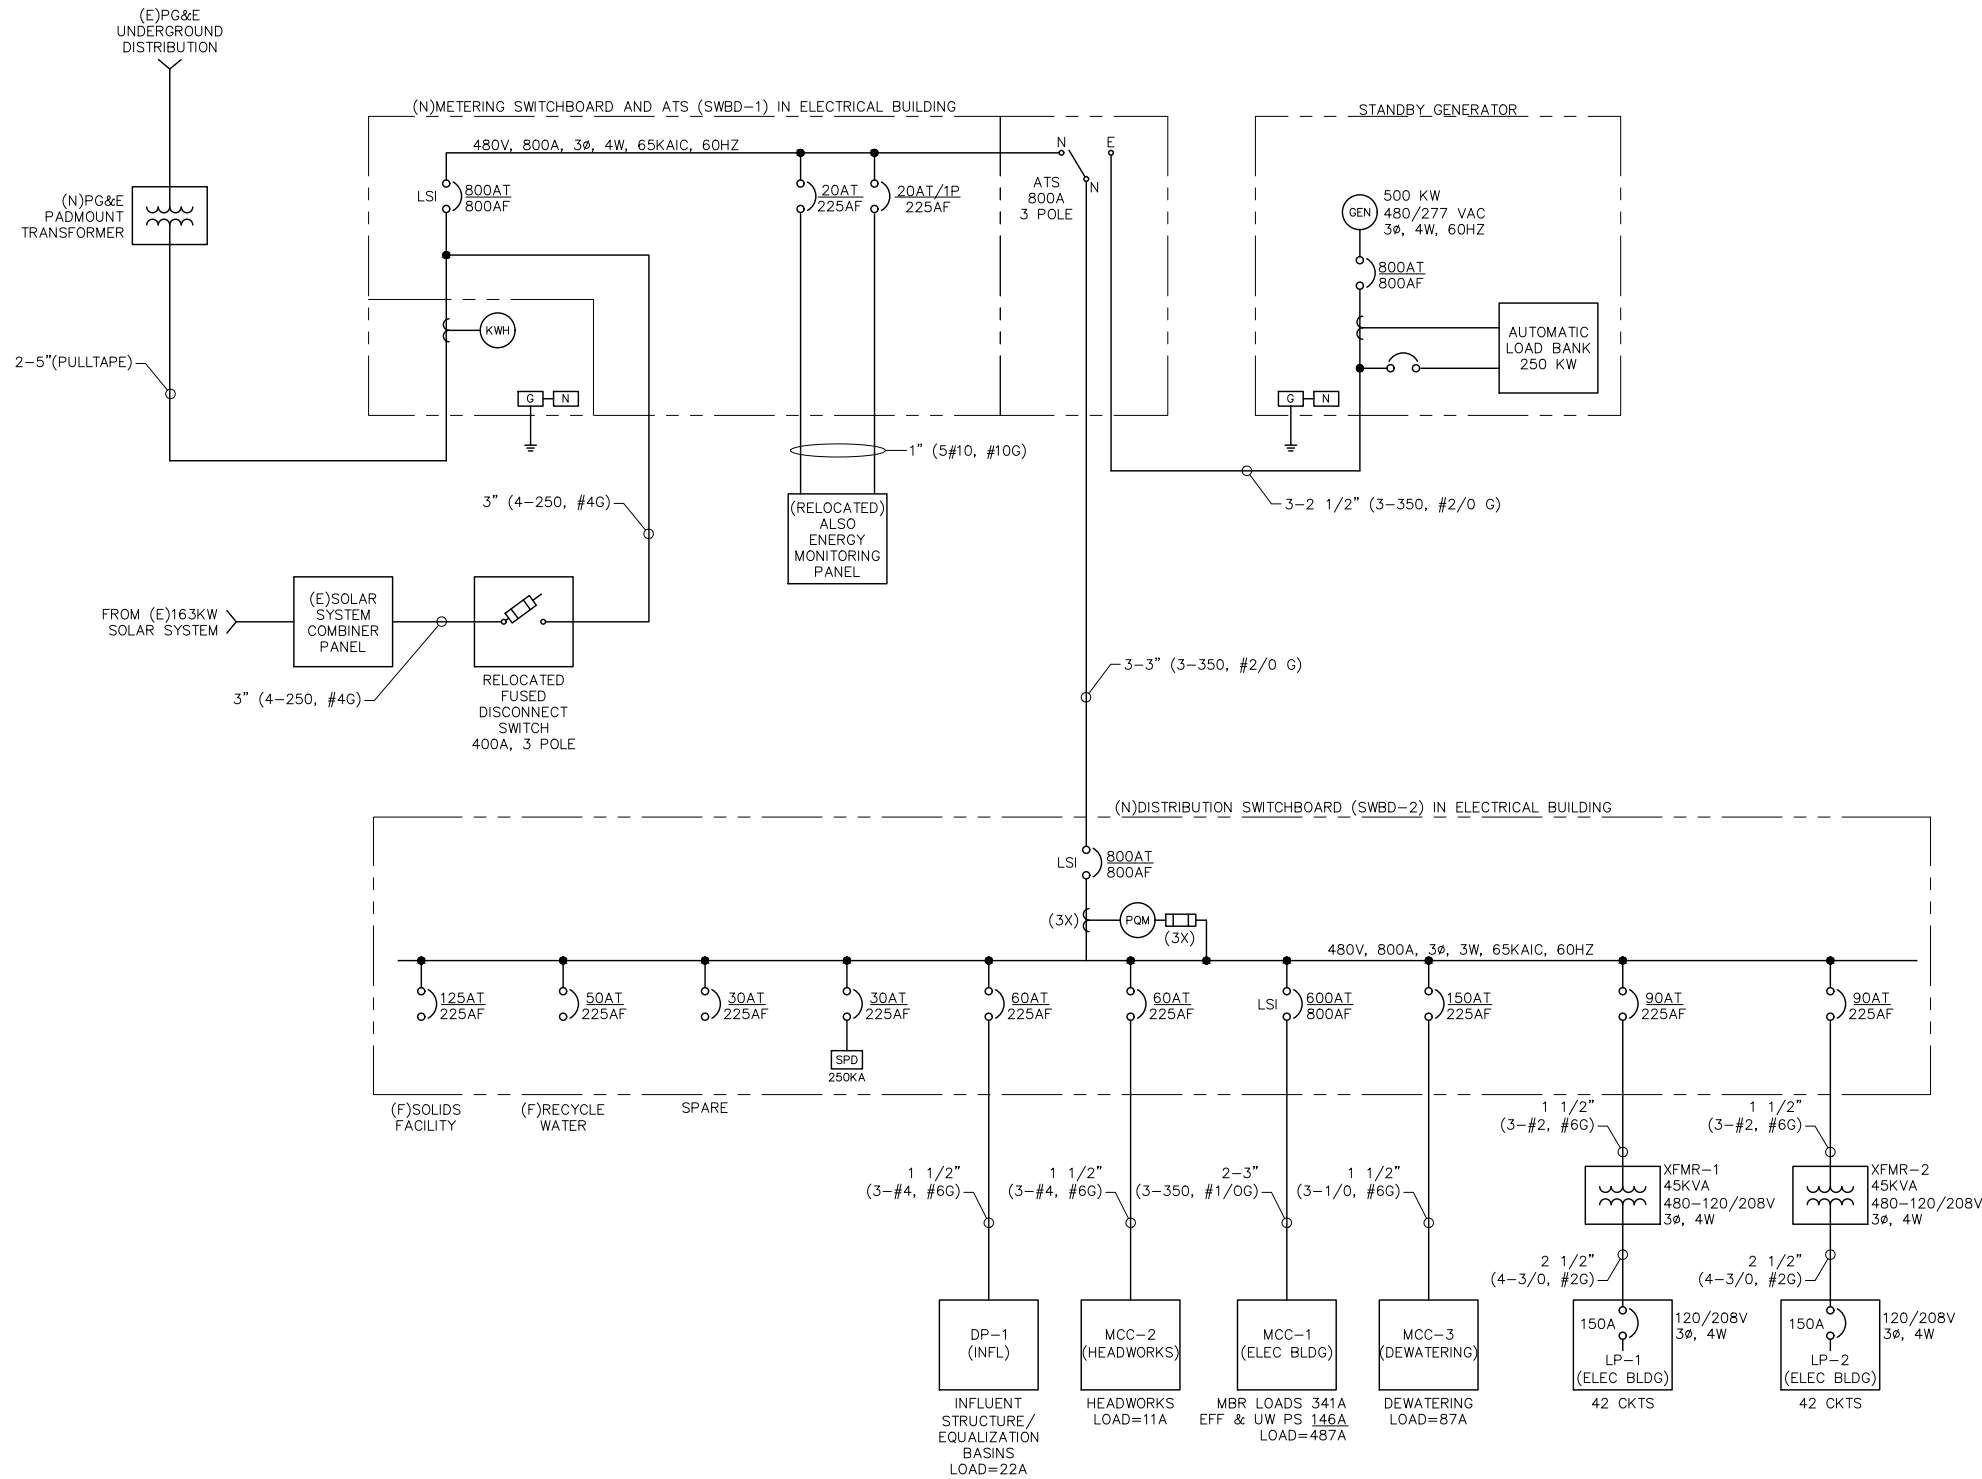 (E)PG&E
UNDERGROUND
DISTRIBUTION
(N)METERING SWITCHBOARD AND ATS (SWBD-1) IN ELECTRICAL BUILDING
STANDBY GENERATOR
480V, 800A, 3ø, 4W, 65KAIC, 60HZ
N
E
N
ATS
800A
3 POLE
LSI
800AT
800AF
20AT
225AF
20AT/1P
225AF
(N)PG&E
PADMOUNT
TRANSFORMER
GEN
500 KW
480/277 VAC
3ø, 4W, 60HZ
800AT
800AF
KWH
AUTOMATIC
LOAD BANK
250 KW
2-5"(PULLTAPE)
G
N
G
N
1" (5#10, #10G)
3" (4-250, #4G)
3-2 1/2" (3-350, #2/0 G)
(RELOCATED)
ALSO
ENERGY
MONITORING
PANEL
FROM (E)163KW
SOLAR SYSTEM
(E)SOLAR
SYSTEM
COMBINER
PANEL
3" (4-250, #4G)
RELOCATED
FUSED
DISCONNECT
SWITCH
400A, 3 POLE
3-3" (3-350, #2/0 G)
(N)DISTRIBUTION SWITCHBOARD (SWBD-2) IN ELECTRICAL BUILDING
LSI
800AT
800AF
(3X)
PQM
(3X)
480V, 800A, 3ø, 3W, 65KAIC, 60HZ
125AT
225AF
50AT
225AF
30AT
225AF
30AT
225AF
60AT
225AF
60AT
225AF
LSI
600AT
800AF
150AT
225AF
90AT
225AF
90AT
225AF
SPD
250KA
(F)SOLIDS
FACILITY
(F)RECYCLE
WATER
SPARE
1 1/2"
(3-#4, #6G)
1 1/2"
(3-#4, #6G)
2-3"
(3-350, #1/0G)
1 1/2"
(3-1/0, #6G)
1 1/2"
(3-#2, #6G)
1 1/2"
(3-#2, #6G)
XFMR-1
45KVA
480-120/208V
3ø, 4W
XFMR-2
45KVA
480-120/208V
3ø, 4W
2 1/2"
(4-3/0, #2G)
2 1/2"
(4-3/0, #2G)
DP-1
(INFL)
MCC-2
(HEADWORKS)
MCC-1
(ELEC BLDG)
MCC-3
(DEWATERING)
150A
LP-1
(ELEC BLDG)
120/208V
3ø, 4W
150A
LP-2
(ELEC BLDG)
120/208V
3ø, 4W
INFLUENT
STRUCTURE/
EQUALIZATION
BASINS
LOAD=22A
HEADWORKS
LOAD=11A
MBR LOADS 341A
EFF & UW PS 146A
LOAD=487A
DEWATERING
LOAD=87A
42 CKTS
42 CKTS